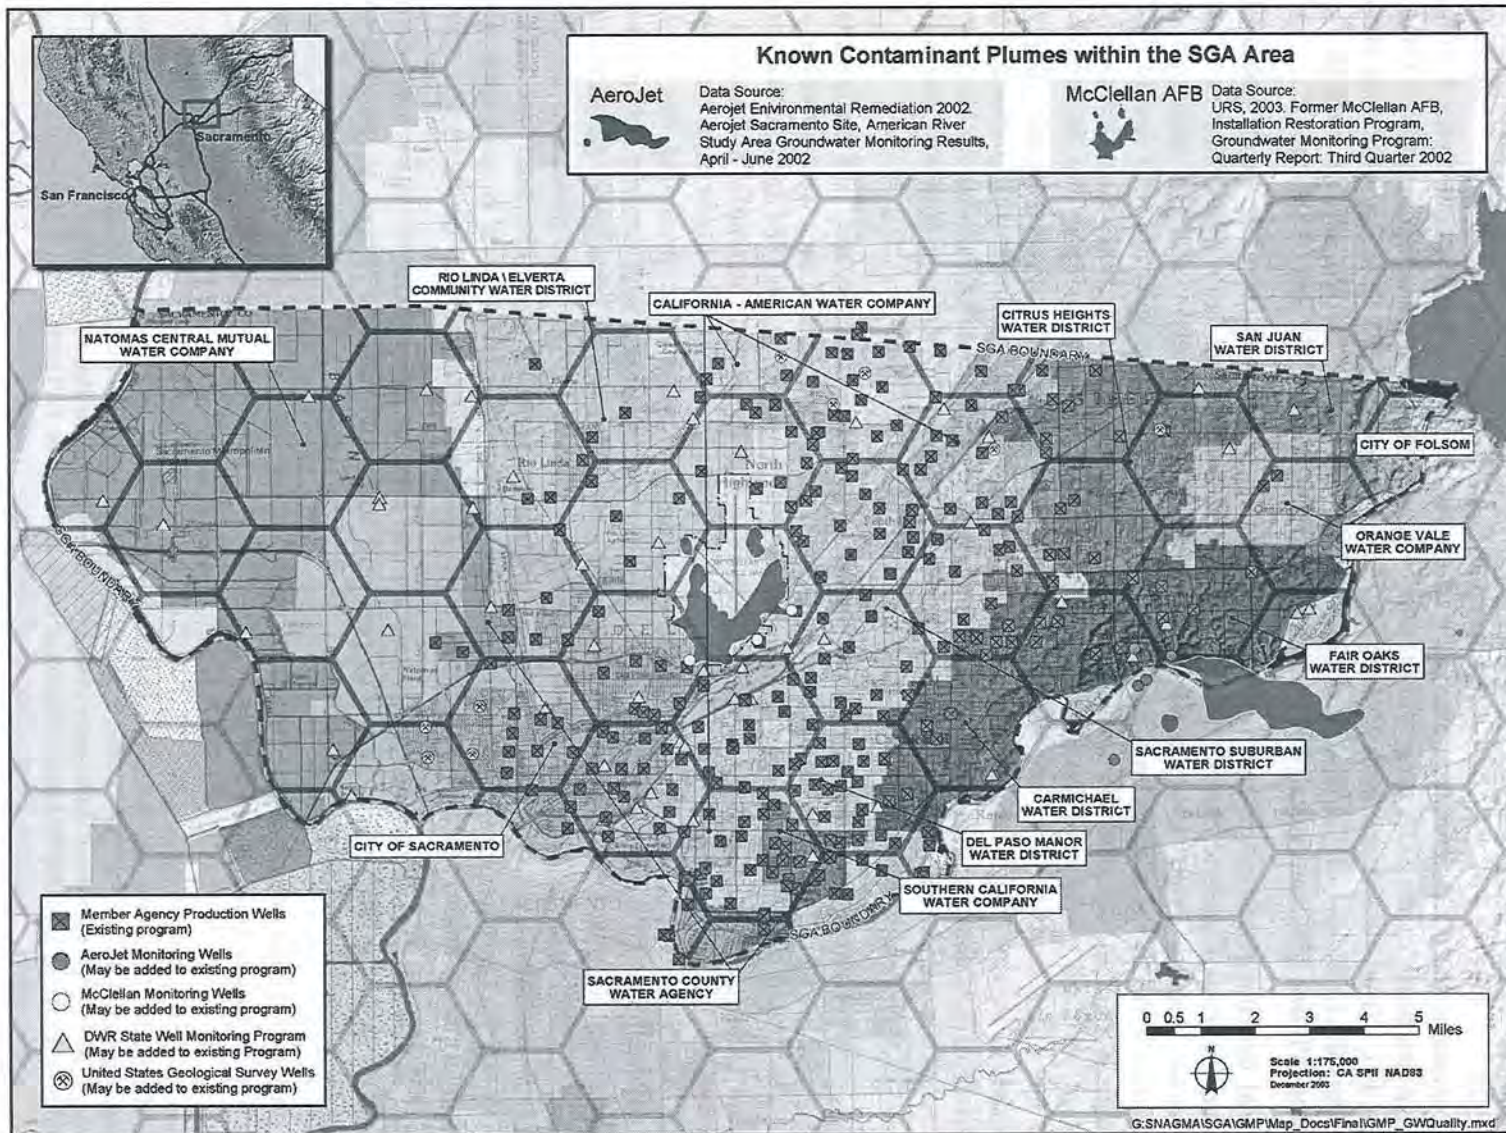 Known Contaminant Plumes within the SGA Area
AeroJet
Data Source:
Aerojet Enivironmental Remediation 2002.
Aerojet Sacramento Site, American River
Study Area Groundwater Monitoring Results,
April - June 2002
McClellan AFB
Data Source:
URS, 2003. Former McClellan AFB,
Installation Restoration Program,
Groundwater Monitoring Program:
Quarterly Report: Third Quarter 2002
Sacramento
San Francisco
RIO LINDA \ ELVERTA
COMMUNITY WATER DISTRICT
CALIFORNIA - AMERICAN WATER COMPANY
CITRUS HEIGHTS
WATER DISTRICT
SAN JUAN
WATER DISTRICT
NATOMAS CENTRAL MUTUAL
WATER COMPANY
SGA BOUNDARY
CITY OF FOLSOM
Sacramento Metropolitan
Rio Linda
North
ORANGE VALE
WATER COMPANY
FAIR OAKS
WATER DISTRICT
SACRAMENTO SUBURBAN
WATER DISTRICT
CARMICHAEL
WATER DISTRICT
DEL PASO MANOR
WATER DISTRICT
CITY OF SACRAMENTO
SOUTHERN CALIFORNIA
WATER COMPANY
SGA BOUNDARY
SACRAMENTO COUNTY
WATER AGENCY
Member Agency Production Wells
(Existing program)
AeroJet Monitoring Wells
(May be added to existing program)
McClellan Monitoring Wells
(May be added to existing program)
DWR State Well Monitoring Program
(May be added to existing Program)
United States Geological Survey Wells
(May be added to existing program)
0 0.5 1 2 3 4 5
Miles
N
Scale 1:175,000
Projection: CA SPII NAD83
December 2003
G:SNAGMA\SGA\GMP\Map_Docs\Final\GMP_GWQuality.mxd